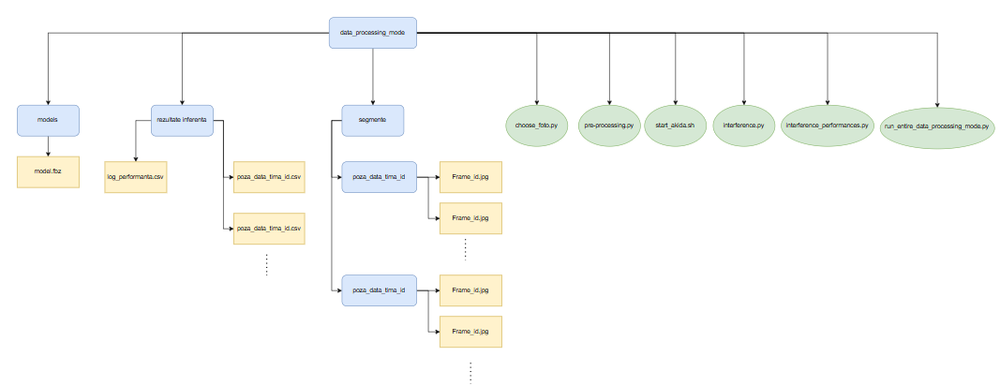 data_processing_mode
models
rezultate inferenta
segmente
choose_foto.py
pre-processing.py
start_akida.sh
interference.py
interference_performances.py
run_entire_data_processing_mode.py
model.fbz
log_performanta.csv
poza_data_tima_id.csv
poza_data_tima_id
Frame_id.jpg
Frame_id.jpg
poza_data_tima_id.csv
poza_data_tima_id
Frame_id.jpg
Frame_id.jpg